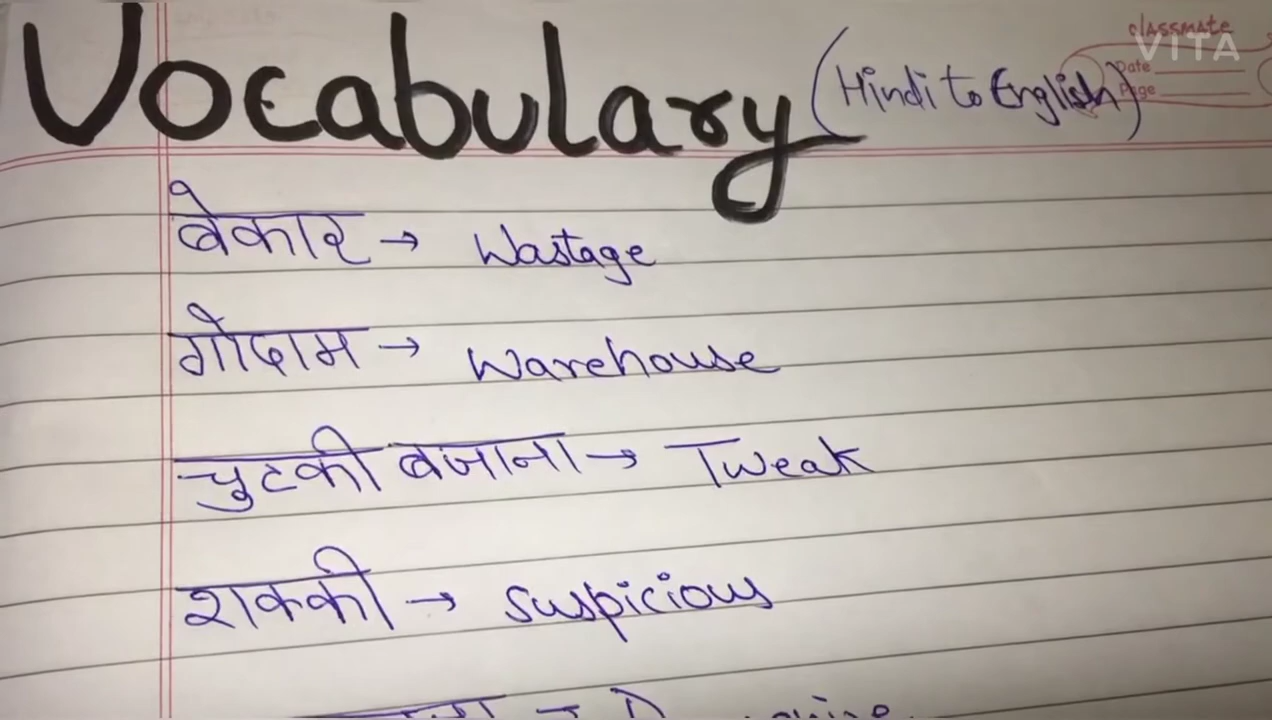 Vocabulary (Hindi to English)
classmate
VITA
Date
Page
बेकार → Wastage
गोदाम → Warehouse
चुटकी बजाना → Tweak
शक्की → Suspicious